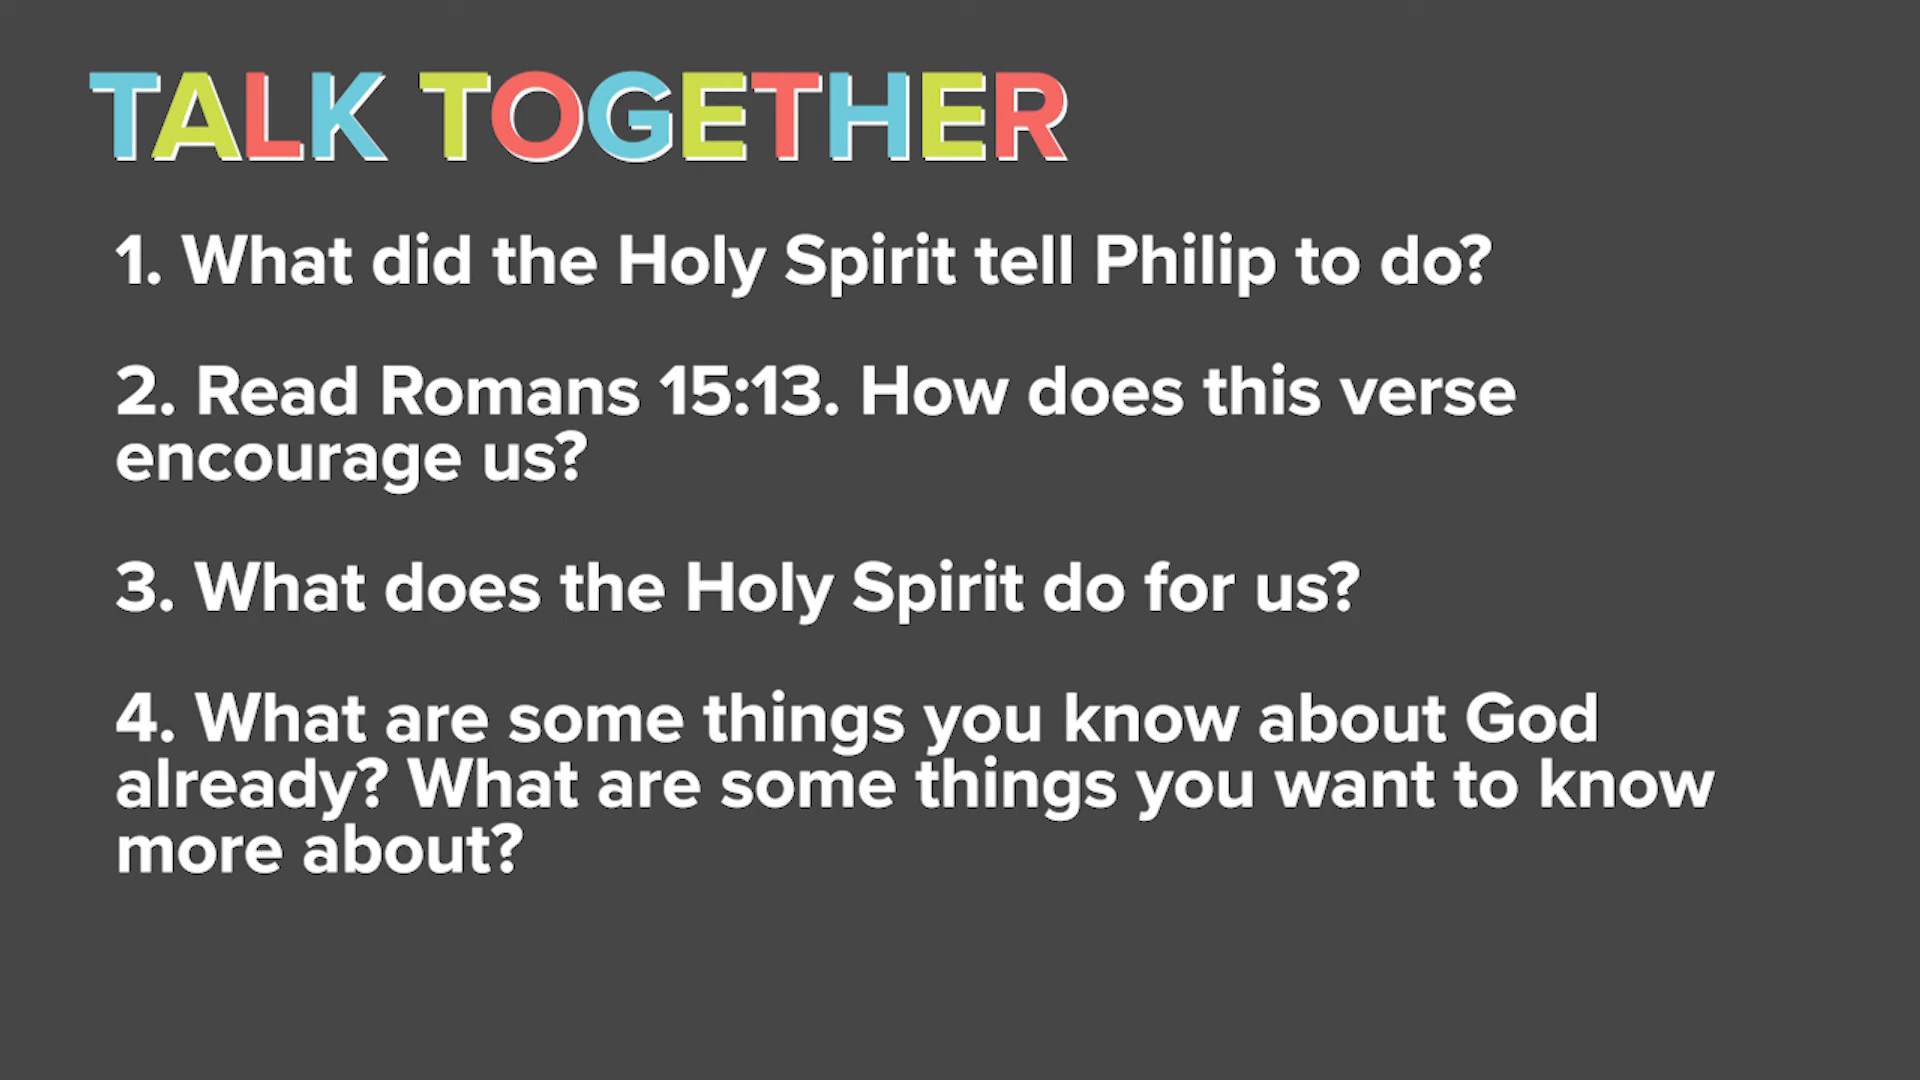 TALK TOGETHER
1. What did the Holy Spirit tell Philip to do?
2. Read Romans 15:13. How does this verse
encourage us?
3. What does the Holy Spirit do for us?
4. What are some things you know about God
already? What are some things you want to know
more about?